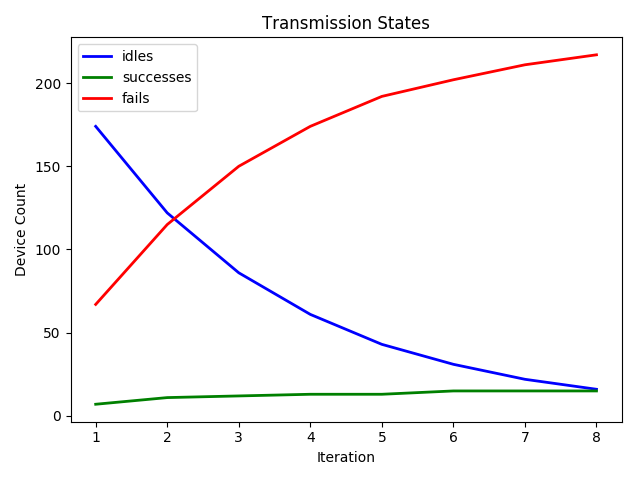 Transmission States
idles
successes
fails
Device Count
200
150
100
50
0
1 2 3 4 5 6 7 8
Iteration